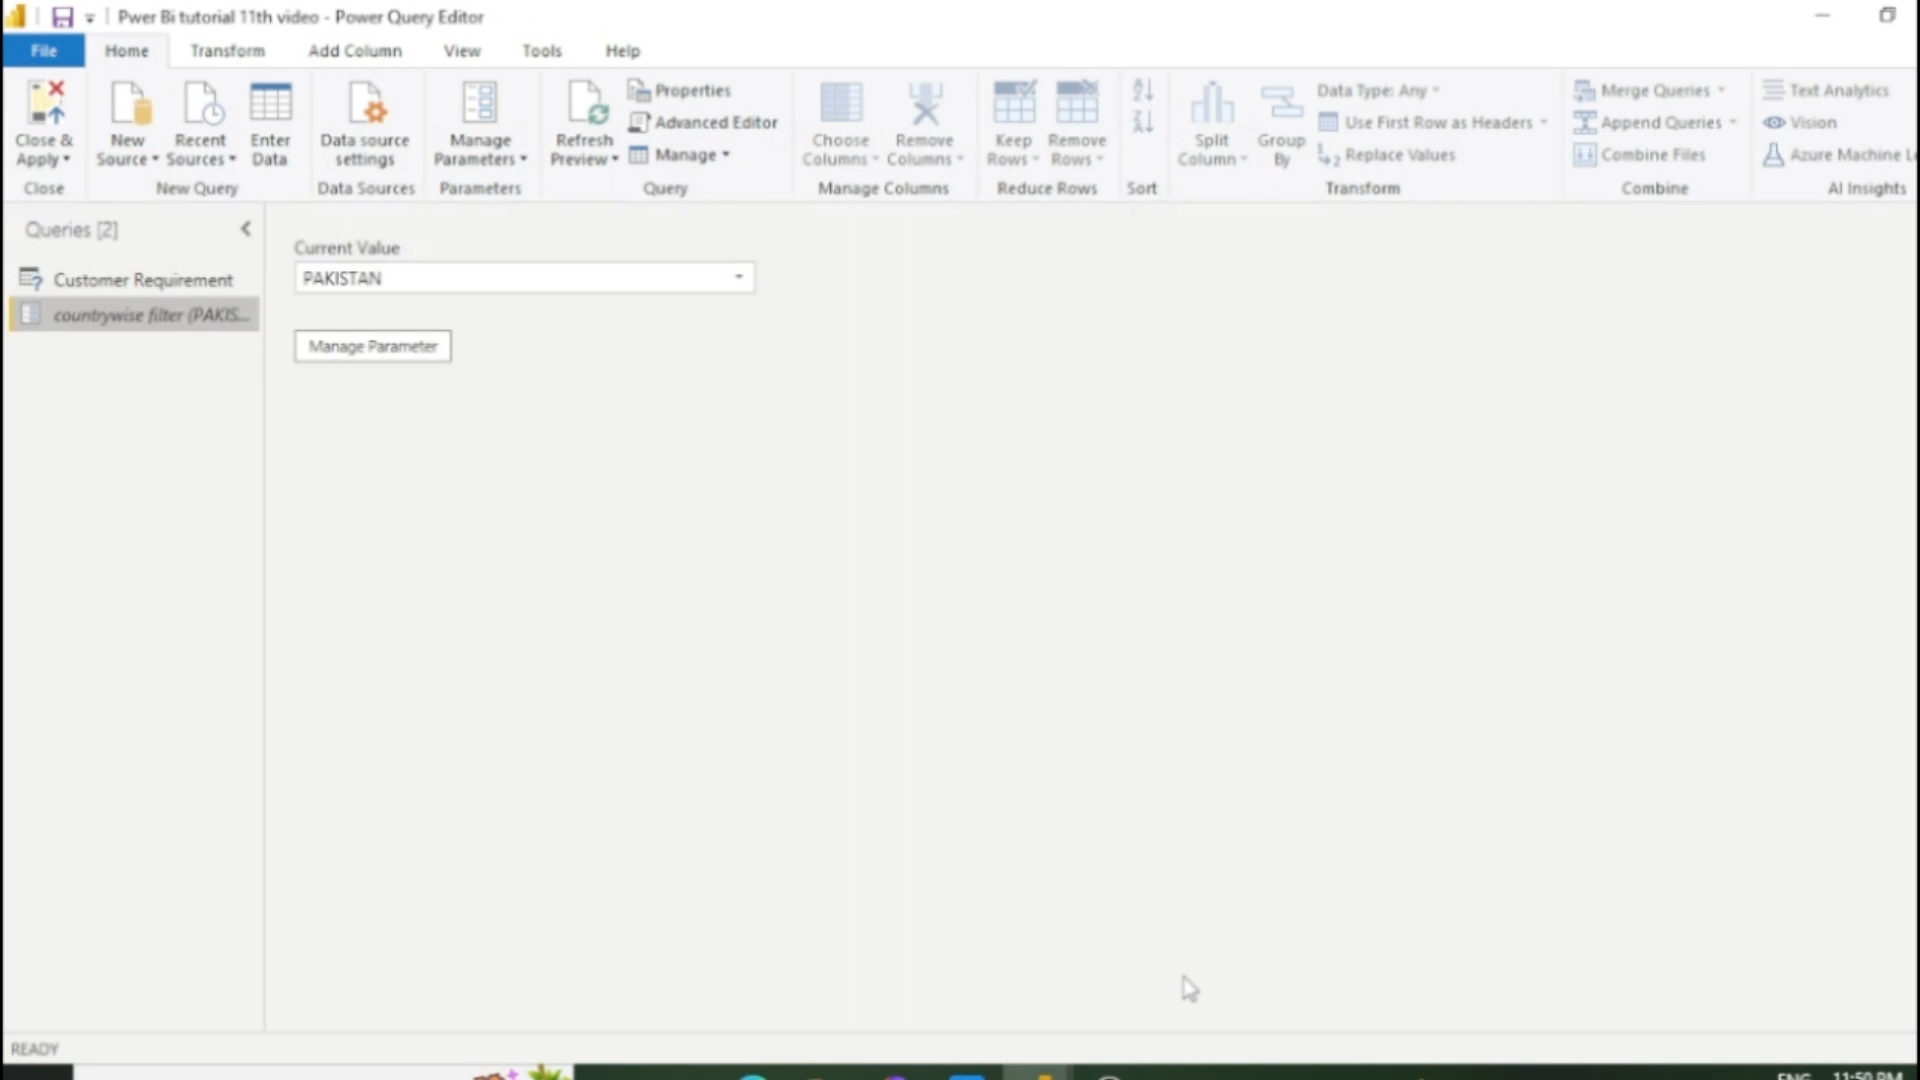 Pwer Bi tutorial 11th video - Power Query Editor
File Home Transform Add Column View Tools Help
Close & Apply
Close
New Source
Recent Sources
Enter Data
New Query
Data source settings
Data Sources
Manage Parameters
Parameters
Refresh Preview
Properties
Advanced Editor
Manage
Query
Choose Columns
Remove Columns
Manage Columns
Keep Rows
Remove Rows
Reduce Rows
Sort
Split Column
Group By
Data Type: Any
Use First Row as Headers
Replace Values
Transform
Merge Queries
Append Queries
Combine Files
Combine
Text Analytics
Vision
Azure Machine Le
AI Insights
Queries [2]
Customer Requirement
countrywise filter (PAKIS...
Current Value
PAKISTAN
Manage Parameter
READY
ENG 11:50 PM